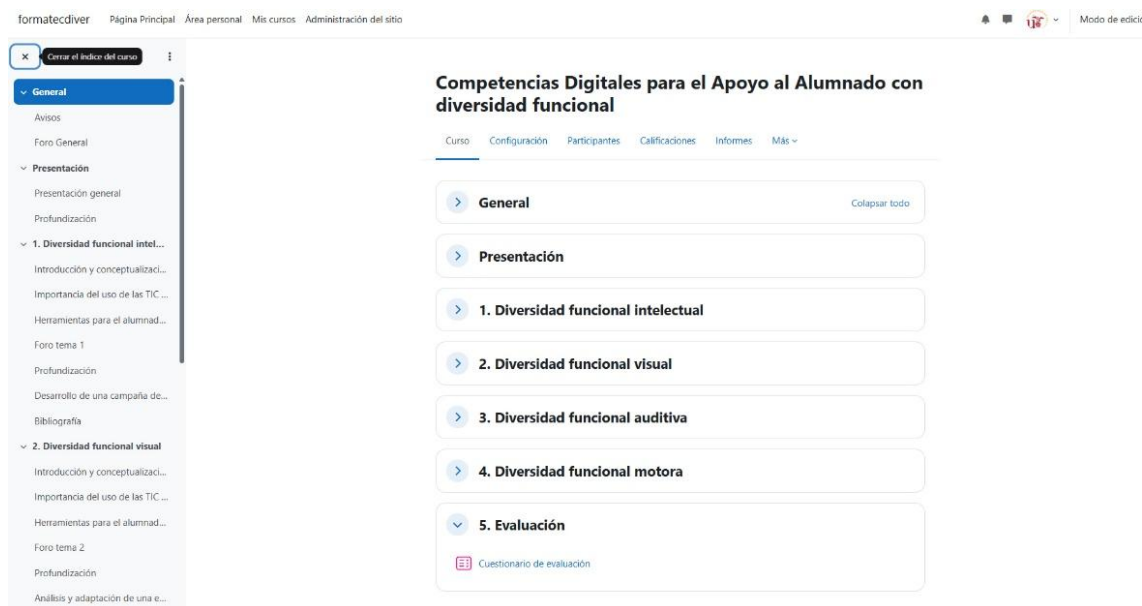 formatecdiver Página Principal Área personal Mis cursos Administración del sitio
Modo de edici
Cerrar el índice del curso
General
Avisos
Foro General
Presentación
Presentación general
Profundización
1. Diversidad funcional intel...
Introducción y conceptualizaci...
Importancia del uso de las TIC ...
Herramientas para el alumnad...
Foro tema 1
Profundización
Desarrollo de una campaña de...
Bibliografía
2. Diversidad funcional visual
Introducción y conceptualizaci...
Importancia del uso de las TIC ...
Herramientas para el alumnad...
Foro tema 2
Profundización
Análisis y adaptación de una e...
Competencias Digitales para el Apoyo al Alumnado con
diversidad funcional
Curso Configuración Participantes Calificaciones Informes Más
General Colapsar todo
Presentación
1. Diversidad funcional intelectual
2. Diversidad funcional visual
3. Diversidad funcional auditiva
4. Diversidad funcional motora
5. Evaluación
Cuestionario de evaluación